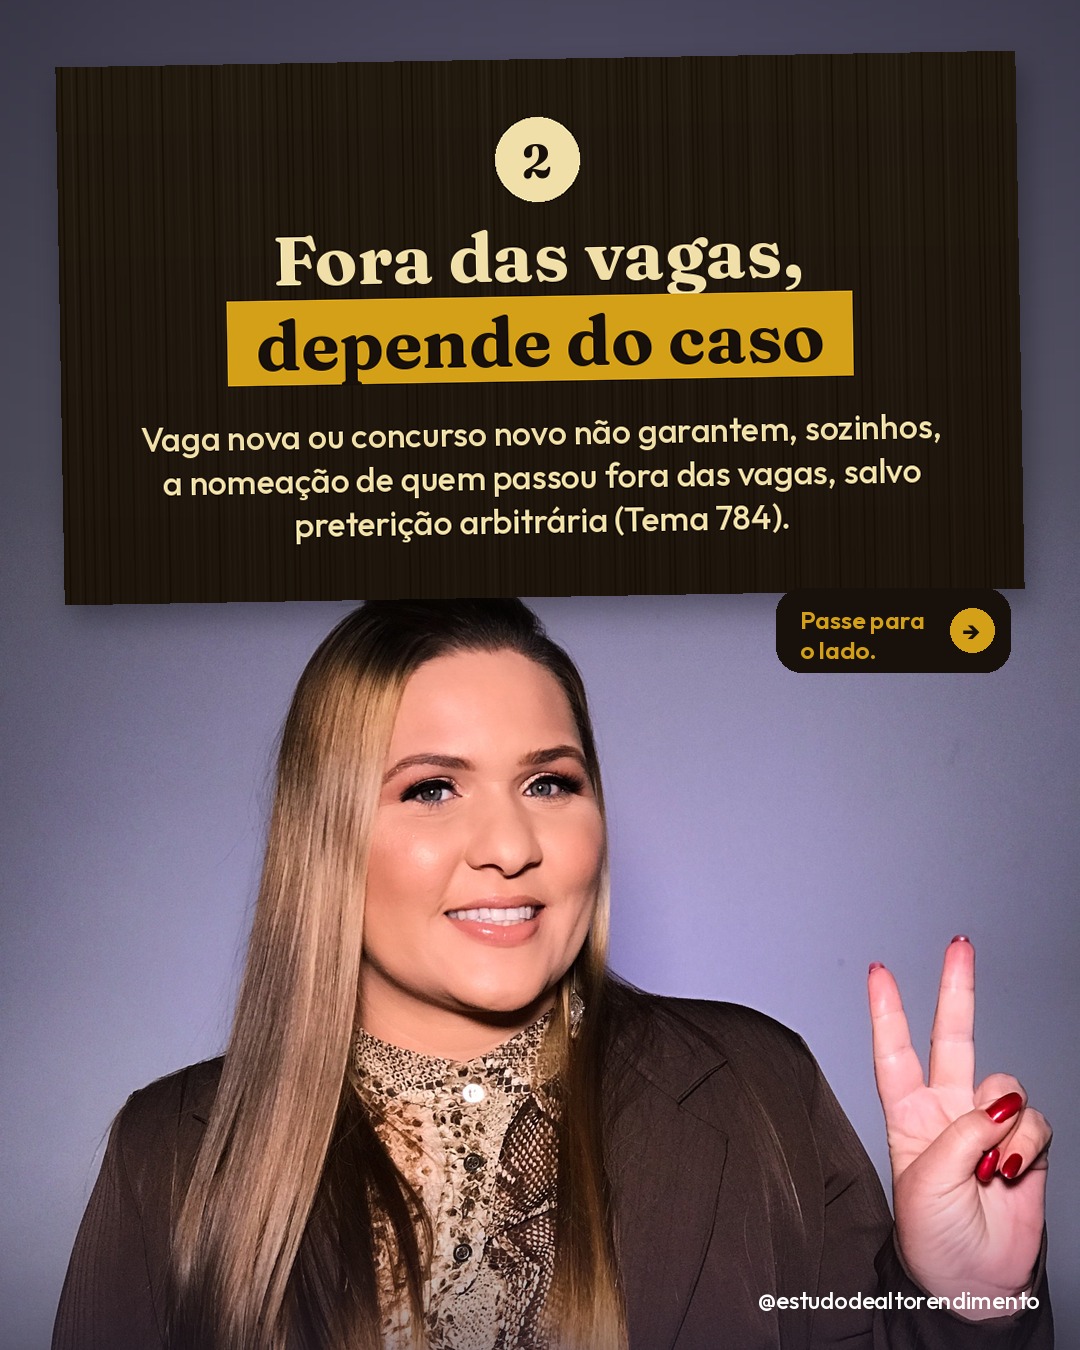 2
Fora das vagas,
depende do caso
Vaga nova ou concurso novo não garantem, sozinhos,
a nomeação de quem passou fora das vagas, salvo
preterição arbitrária (Tema 784).
Passe para
o lado.
@estudodealtorendimento